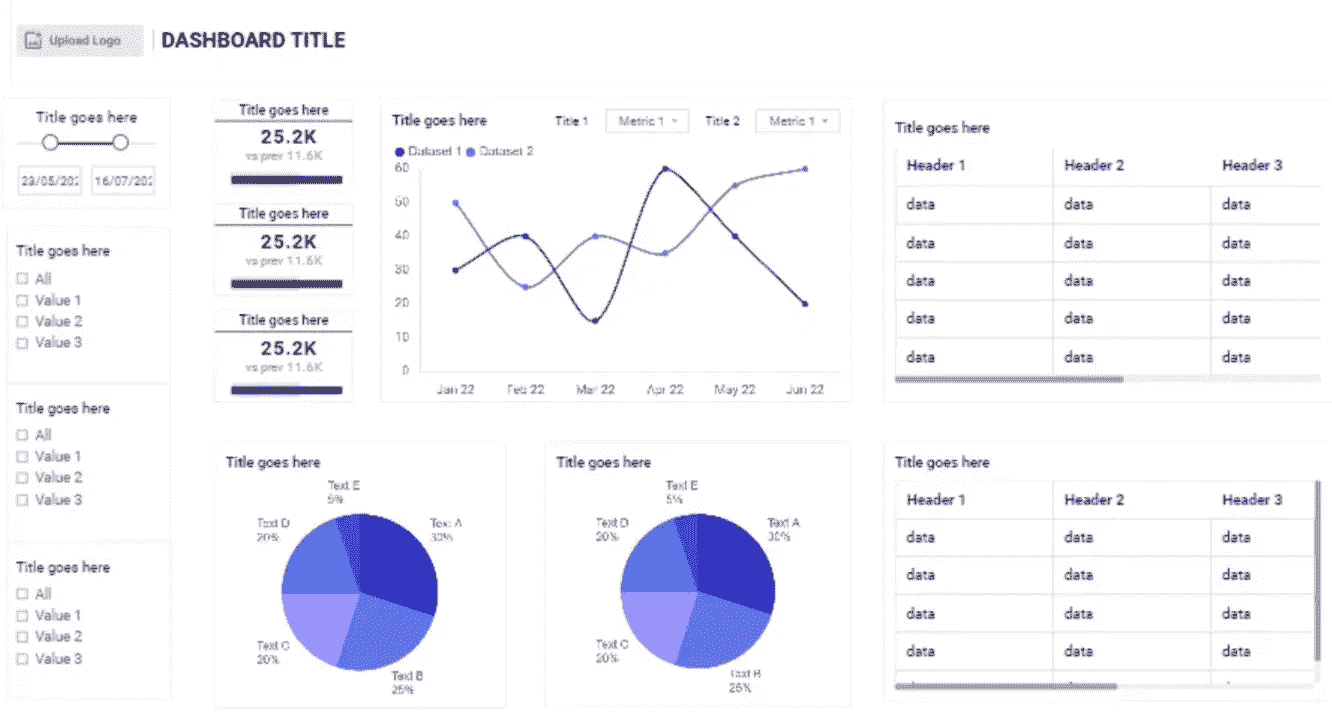 Upload Logo
DASHBOARD TITLE
Title goes here
23/05/202
16/07/202
Title goes here
All
Value 1
Value 2
Value 3
Title goes here
All
Value 1
Value 2
Value 3
Title goes here
All
Value 1
Value 2
Value 3
Title goes here
25.2K
vs prev 11.6K
Title goes here
25.2K
vs prev 11.6K
Title goes here
25.2K
vs prev 11.6K
Title goes here Title 1 Metric 1 Title 2 Metric 1
Dataset 1 Dataset 2
60
50
40
30
20
10
0
Jan 22 Feb 22 Mar 22 Apr 22 May 22 Jun 22
Title goes here
Header 1 Header 2 Header 3
data data data
data data data
data data data
data data data
data data data
Title goes here
Text E
5%
Text A
30%
Text B
25%
Text C
20%
Text D
20%
Title goes here
Text E
5%
Text A
30%
Text B
25%
Text C
20%
Text D
20%
Title goes here
Header 1 Header 2 Header 3
data data data
data data data
data data data
data data data